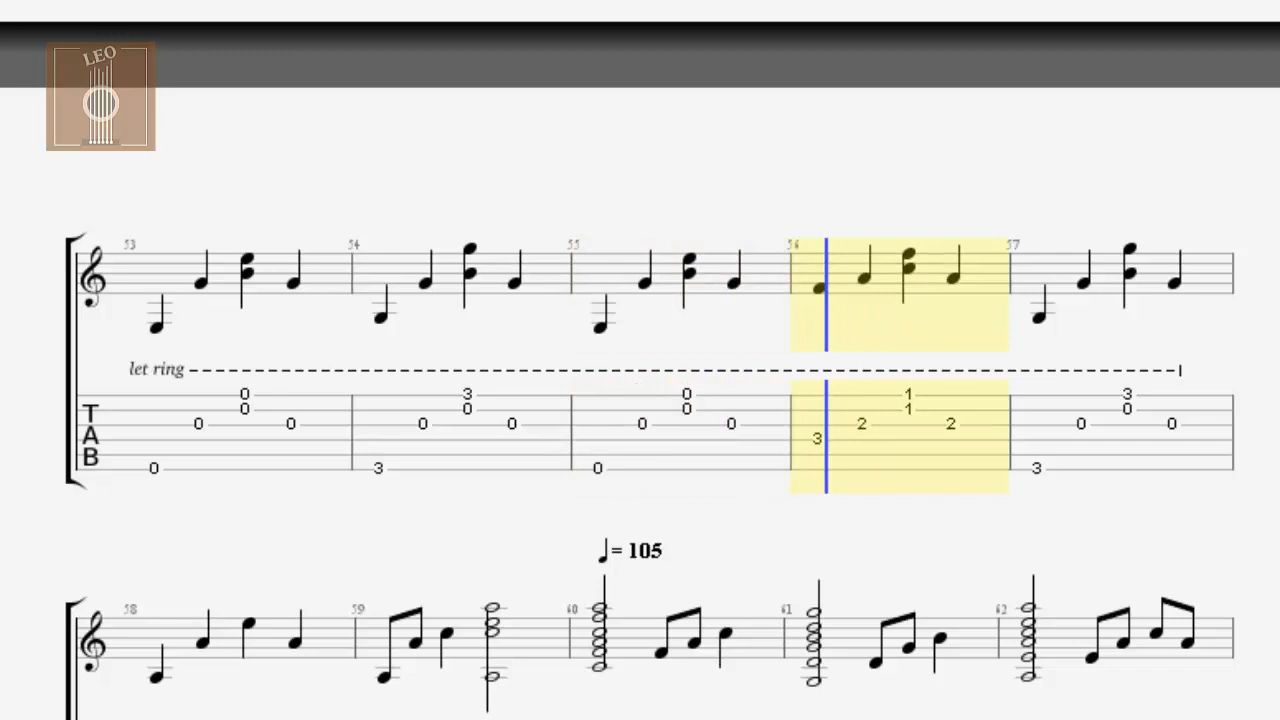 LEO
53 54 55 56 57
let ring
0 3 0 1 3
0 0 0 1 0
T 0 0 0 0 0 0 2 2 0 0
A 3
B
0 3 0 3
= 105
58 59 60 61 62